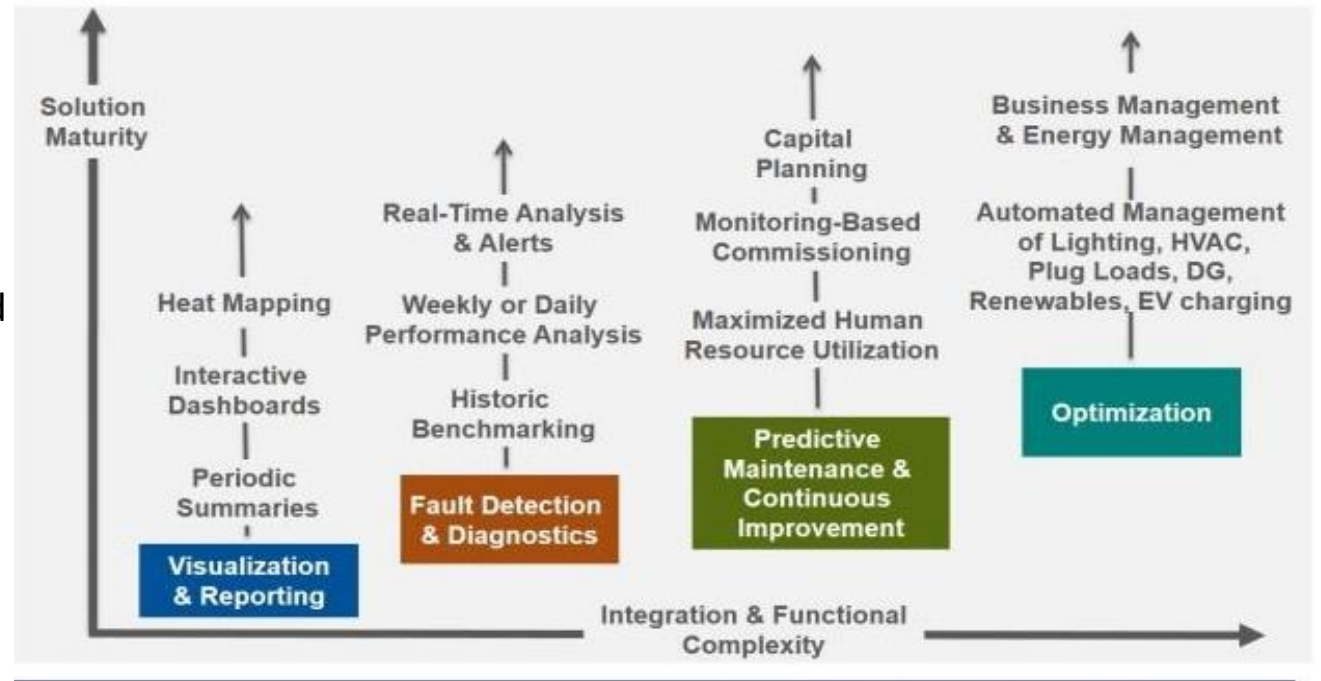 Solution
Maturity
Heat Mapping
Interactive
Dashboards
Periodic
Summaries
Visualization
& Reporting
Real-Time Analysis
& Alerts
Weekly or Daily
Performance Analysis
Historic
Benchmarking
Fault Detection
& Diagnostics
Capital
Planning
Monitoring-Based
Commissioning
Maximized Human
Resource Utilization
Predictive
Maintenance &
Continuous
Improvement
Business Management
& Energy Management
Automated Management
of Lighting, HVAC,
Plug Loads, DG,
Renewables, EV charging
Optimization
Integration & Functional
Complexity